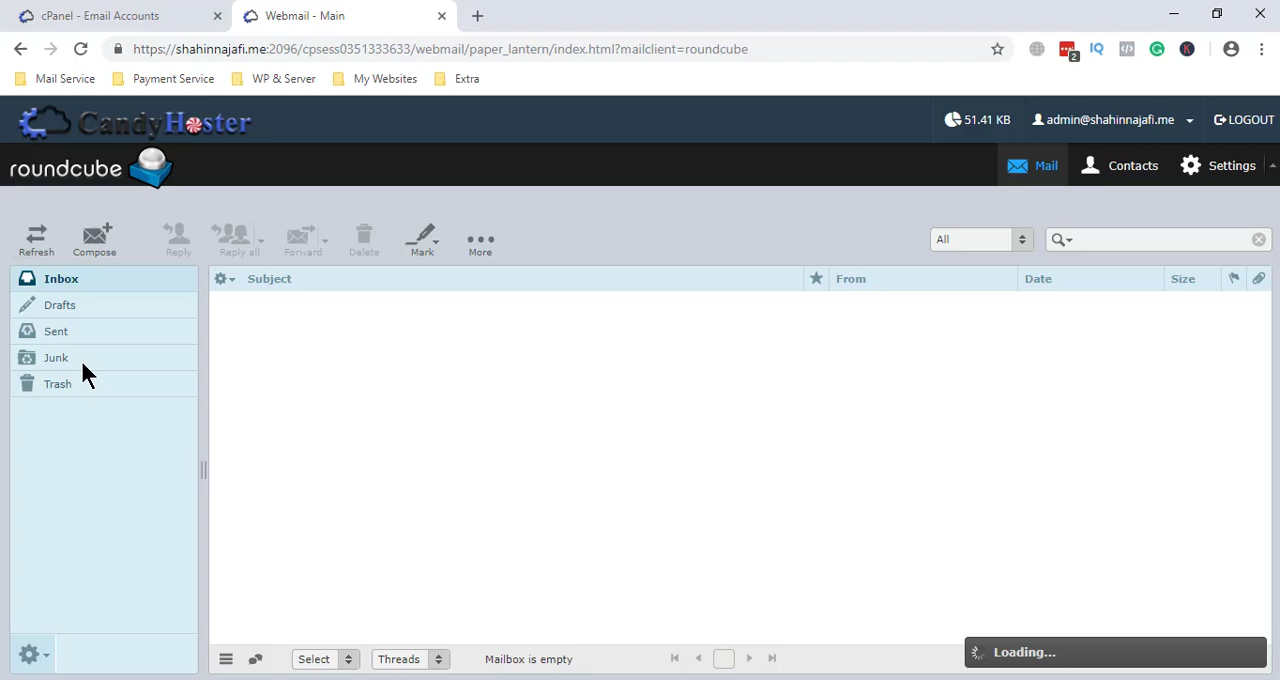 cPanel - Email Accounts
Webmail - Main
https://shahinnajafi.me:2096/cpsess0351333633/webmail/paper_lantern/index.html?mailclient=roundcube
2
IQ
K
Mail Service
Payment Service
WP & Server
My Websites
Extra
CandyHoster
51.41 KB
admin@shahinnajafi.me
LOGOUT
roundcube
Mail
Contacts
Settings
Refresh
Compose
Reply
Reply all
Forward
Delete
Mark
More
All
Inbox
Subject
From
Date
Size
Drafts
Sent
Junk
Trash
Select
Threads
Mailbox is empty
Loading...